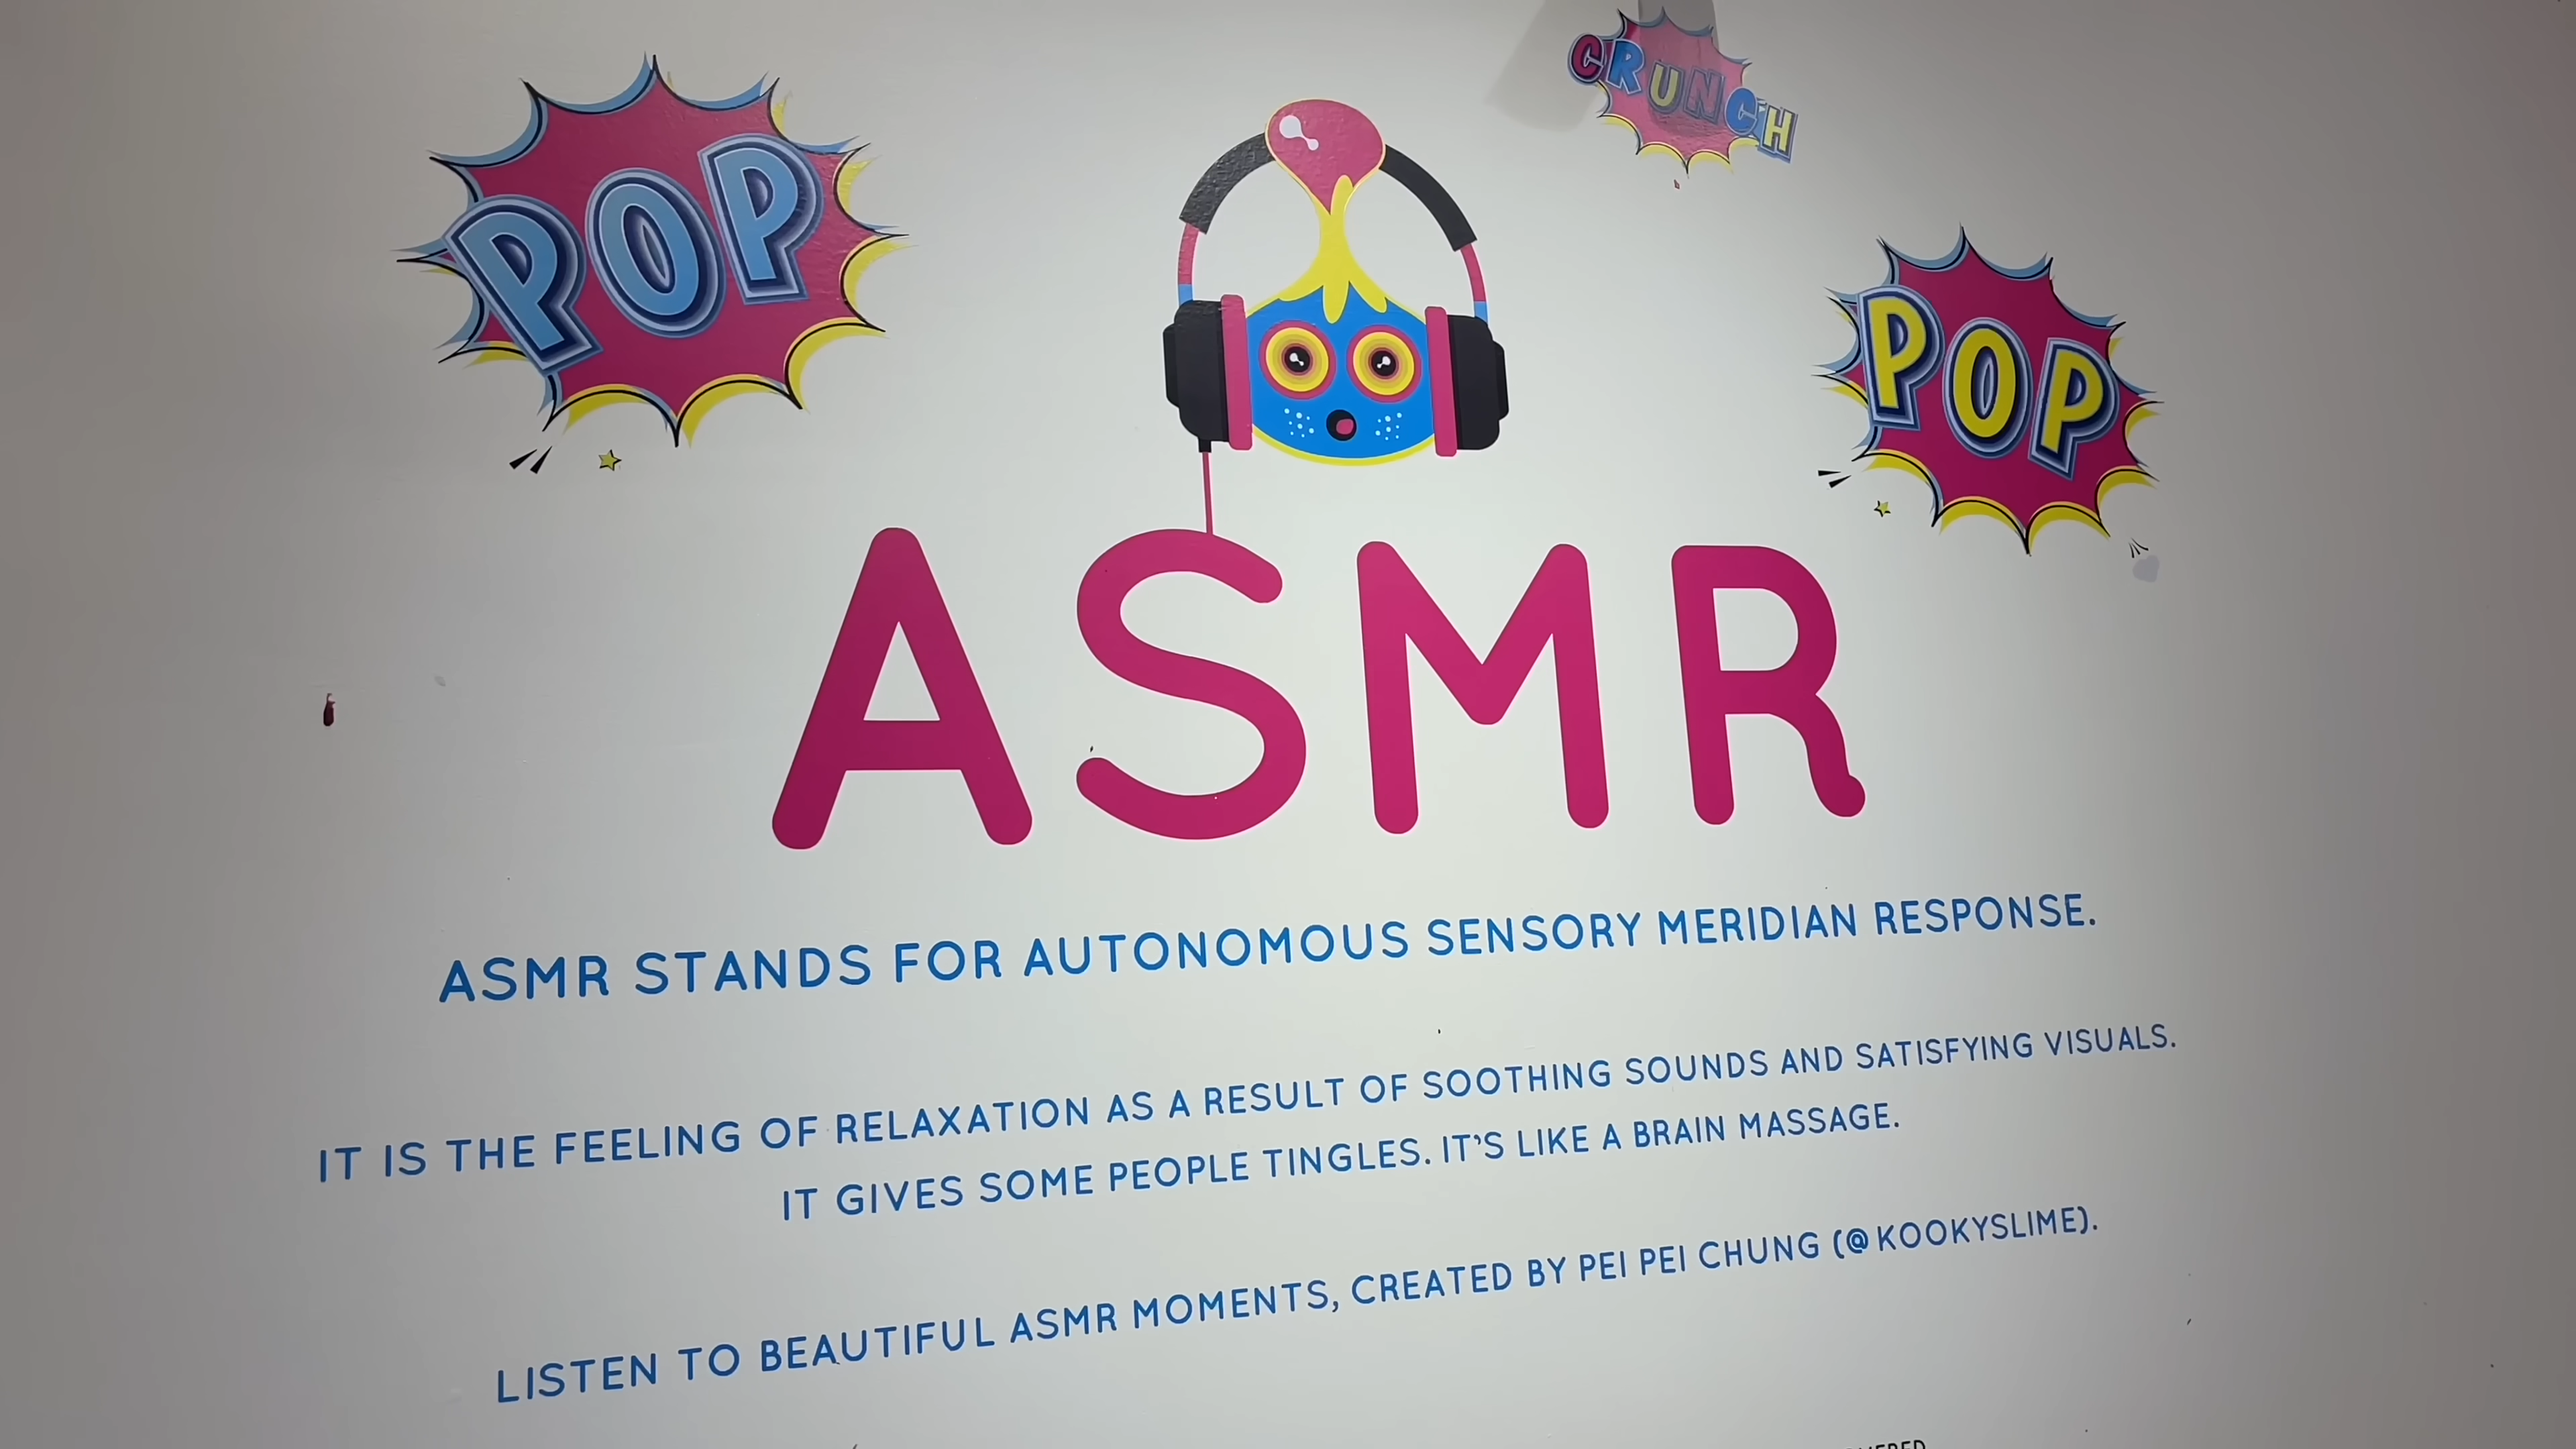 CRUNCH
POP
POP
ASMR
ASMR STANDS FOR AUTONOMOUS SENSORY MERIDIAN RESPONSE.
IT IS THE FEELING OF RELAXATION AS A RESULT OF SOOTHING SOUNDS AND SATISFYING VISUALS.
IT GIVES SOME PEOPLE TINGLES. IT'S LIKE A BRAIN MASSAGE.
LISTEN TO BEAUTIFUL ASMR MOMENTS, CREATED BY PEI PEI CHUNG (@KOOKYSLIME).